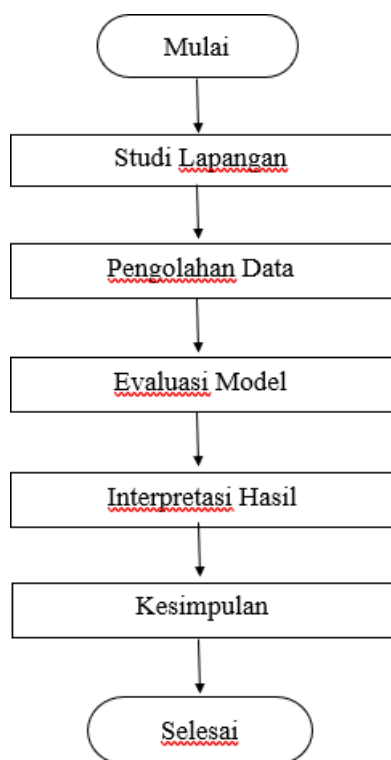 Mulai
Studi Lapangan
Pengolahan Data
Evaluasi Model
Interpretasi Hasil
Kesimpulan
Selesai